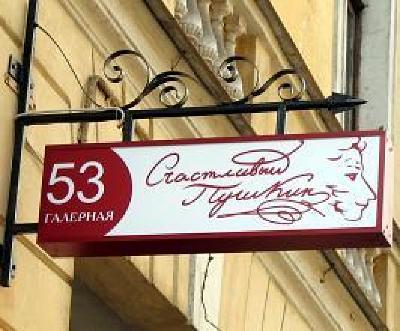 53
ГАЛЕРНАЯ
Счастливый
Пушкин